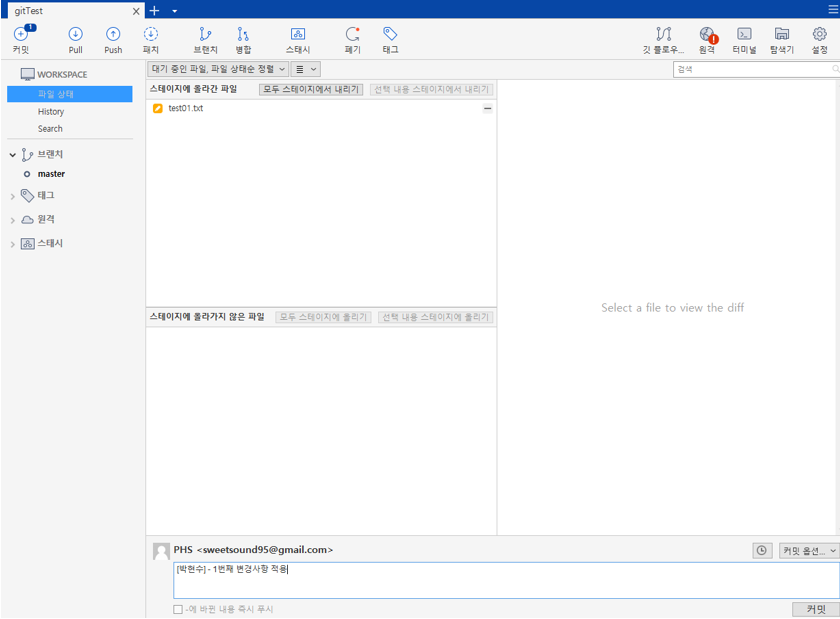 gitTest
1
커밋 Pull Push 패치 브랜치 병합 스태시 폐기 태그 깃 플로우... 원격 터미널 탐색기 설정
WORKSPACE
파일 상태
History
Search
브랜치
master
태그
원격
스태시
대기 중인 파일, 파일 상태순 정렬
검색
스테이지에 올라간 파일 모두 스테이지에서 내리기 선택 내용 스테이지에서 내리기
test01.txt
Select a file to view the diff
스테이지에 올라가지 않은 파일 모두 스테이지에 올리기 선택 내용 스테이지에 올리기
PHS <sweetsound95@gmail.com>
커밋 옵션...
[박현수] - 1번째 변경사항 적용
-에 바뀐 내용 즉시 푸시
커밋